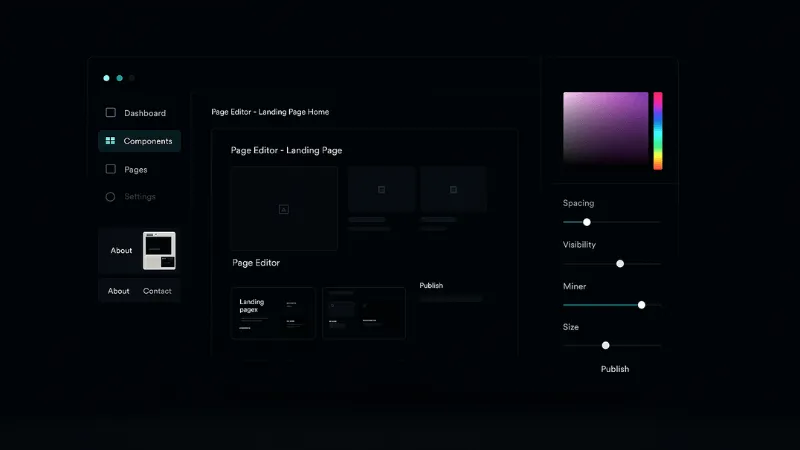 Dashboard
Components
Pages
Settings
About
About Contact
Page Editor - Landing Page Home
Page Editor - Landing Page
Page Editor
Landing
pagex
Publish
Spacing
Visibility
Miner
Size
Publish